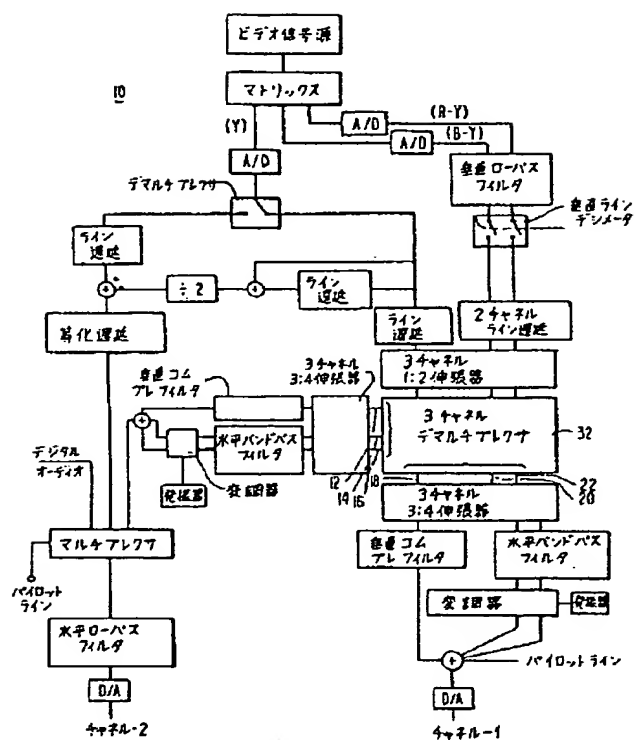 ビデオ信号源
10
マトリックス
(Y)
A/D
(R-Y)
A/D
(B-Y)
A/D
デマルチプレクサ
垂直ローパス
フィルタ
垂直ライン
デシメータ
ライン
遅延
÷2
ライン
遅延
等化遅延
ライン
遅延
2チャネル
ライン遅延
3チャネル
1:2伸張器
垂直コム
プレフィルタ
3チャネル
3:4伸張器
3チャネル
デマルチプレクサ
32
水平バンドパス
フィルタ
デジタル
オーディオ
発振器
変調器
12
14
16
18
22
20
3チャネル
3:4伸張器
マルチプレクサ
垂直コム
プレフィルタ
水平バンドパス
フィルタ
パイロット
ライン
変調器
発振器
水平ローパス
フィルタ
パイロットライン
D/A
D/A
チャネル-2
チャネル-1